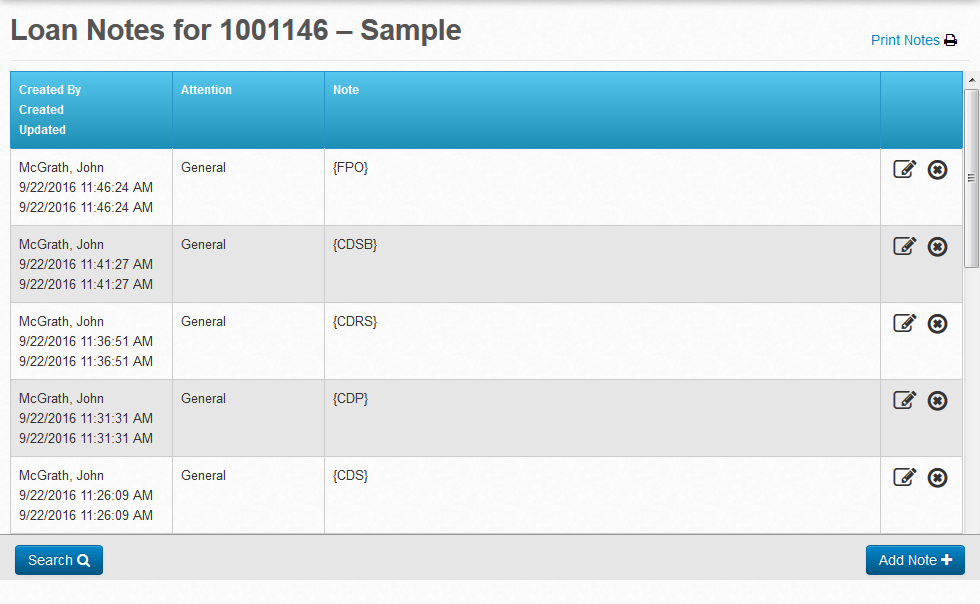 Loan Notes for 1001146 – Sample
Print Notes
Created By
Created
Updated
Attention
Note
McGrath, John
9/22/2016 11:46:24 AM
9/22/2016 11:46:24 AM
General
{FPO}
McGrath, John
9/22/2016 11:41:27 AM
9/22/2016 11:41:27 AM
General
{CDSB}
McGrath, John
9/22/2016 11:36:51 AM
9/22/2016 11:36:51 AM
General
{CDRS}
McGrath, John
9/22/2016 11:31:31 AM
9/22/2016 11:31:31 AM
General
{CDP}
McGrath, John
9/22/2016 11:26:09 AM
9/22/2016 11:26:09 AM
General
{CDS}
Search
Add Note